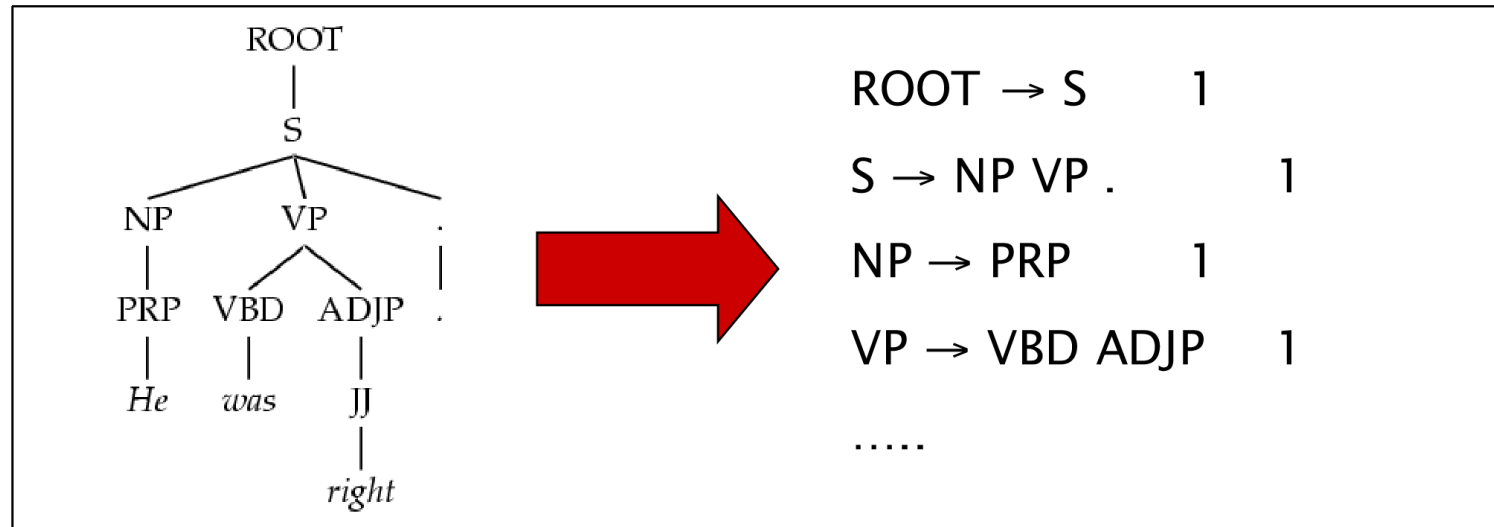 ROOT
S
NP VP .
PRP VBD ADJP .
He was JJ
right
ROOT → S 1
S → NP VP . 1
NP → PRP 1
VP → VBD ADJP 1
.....